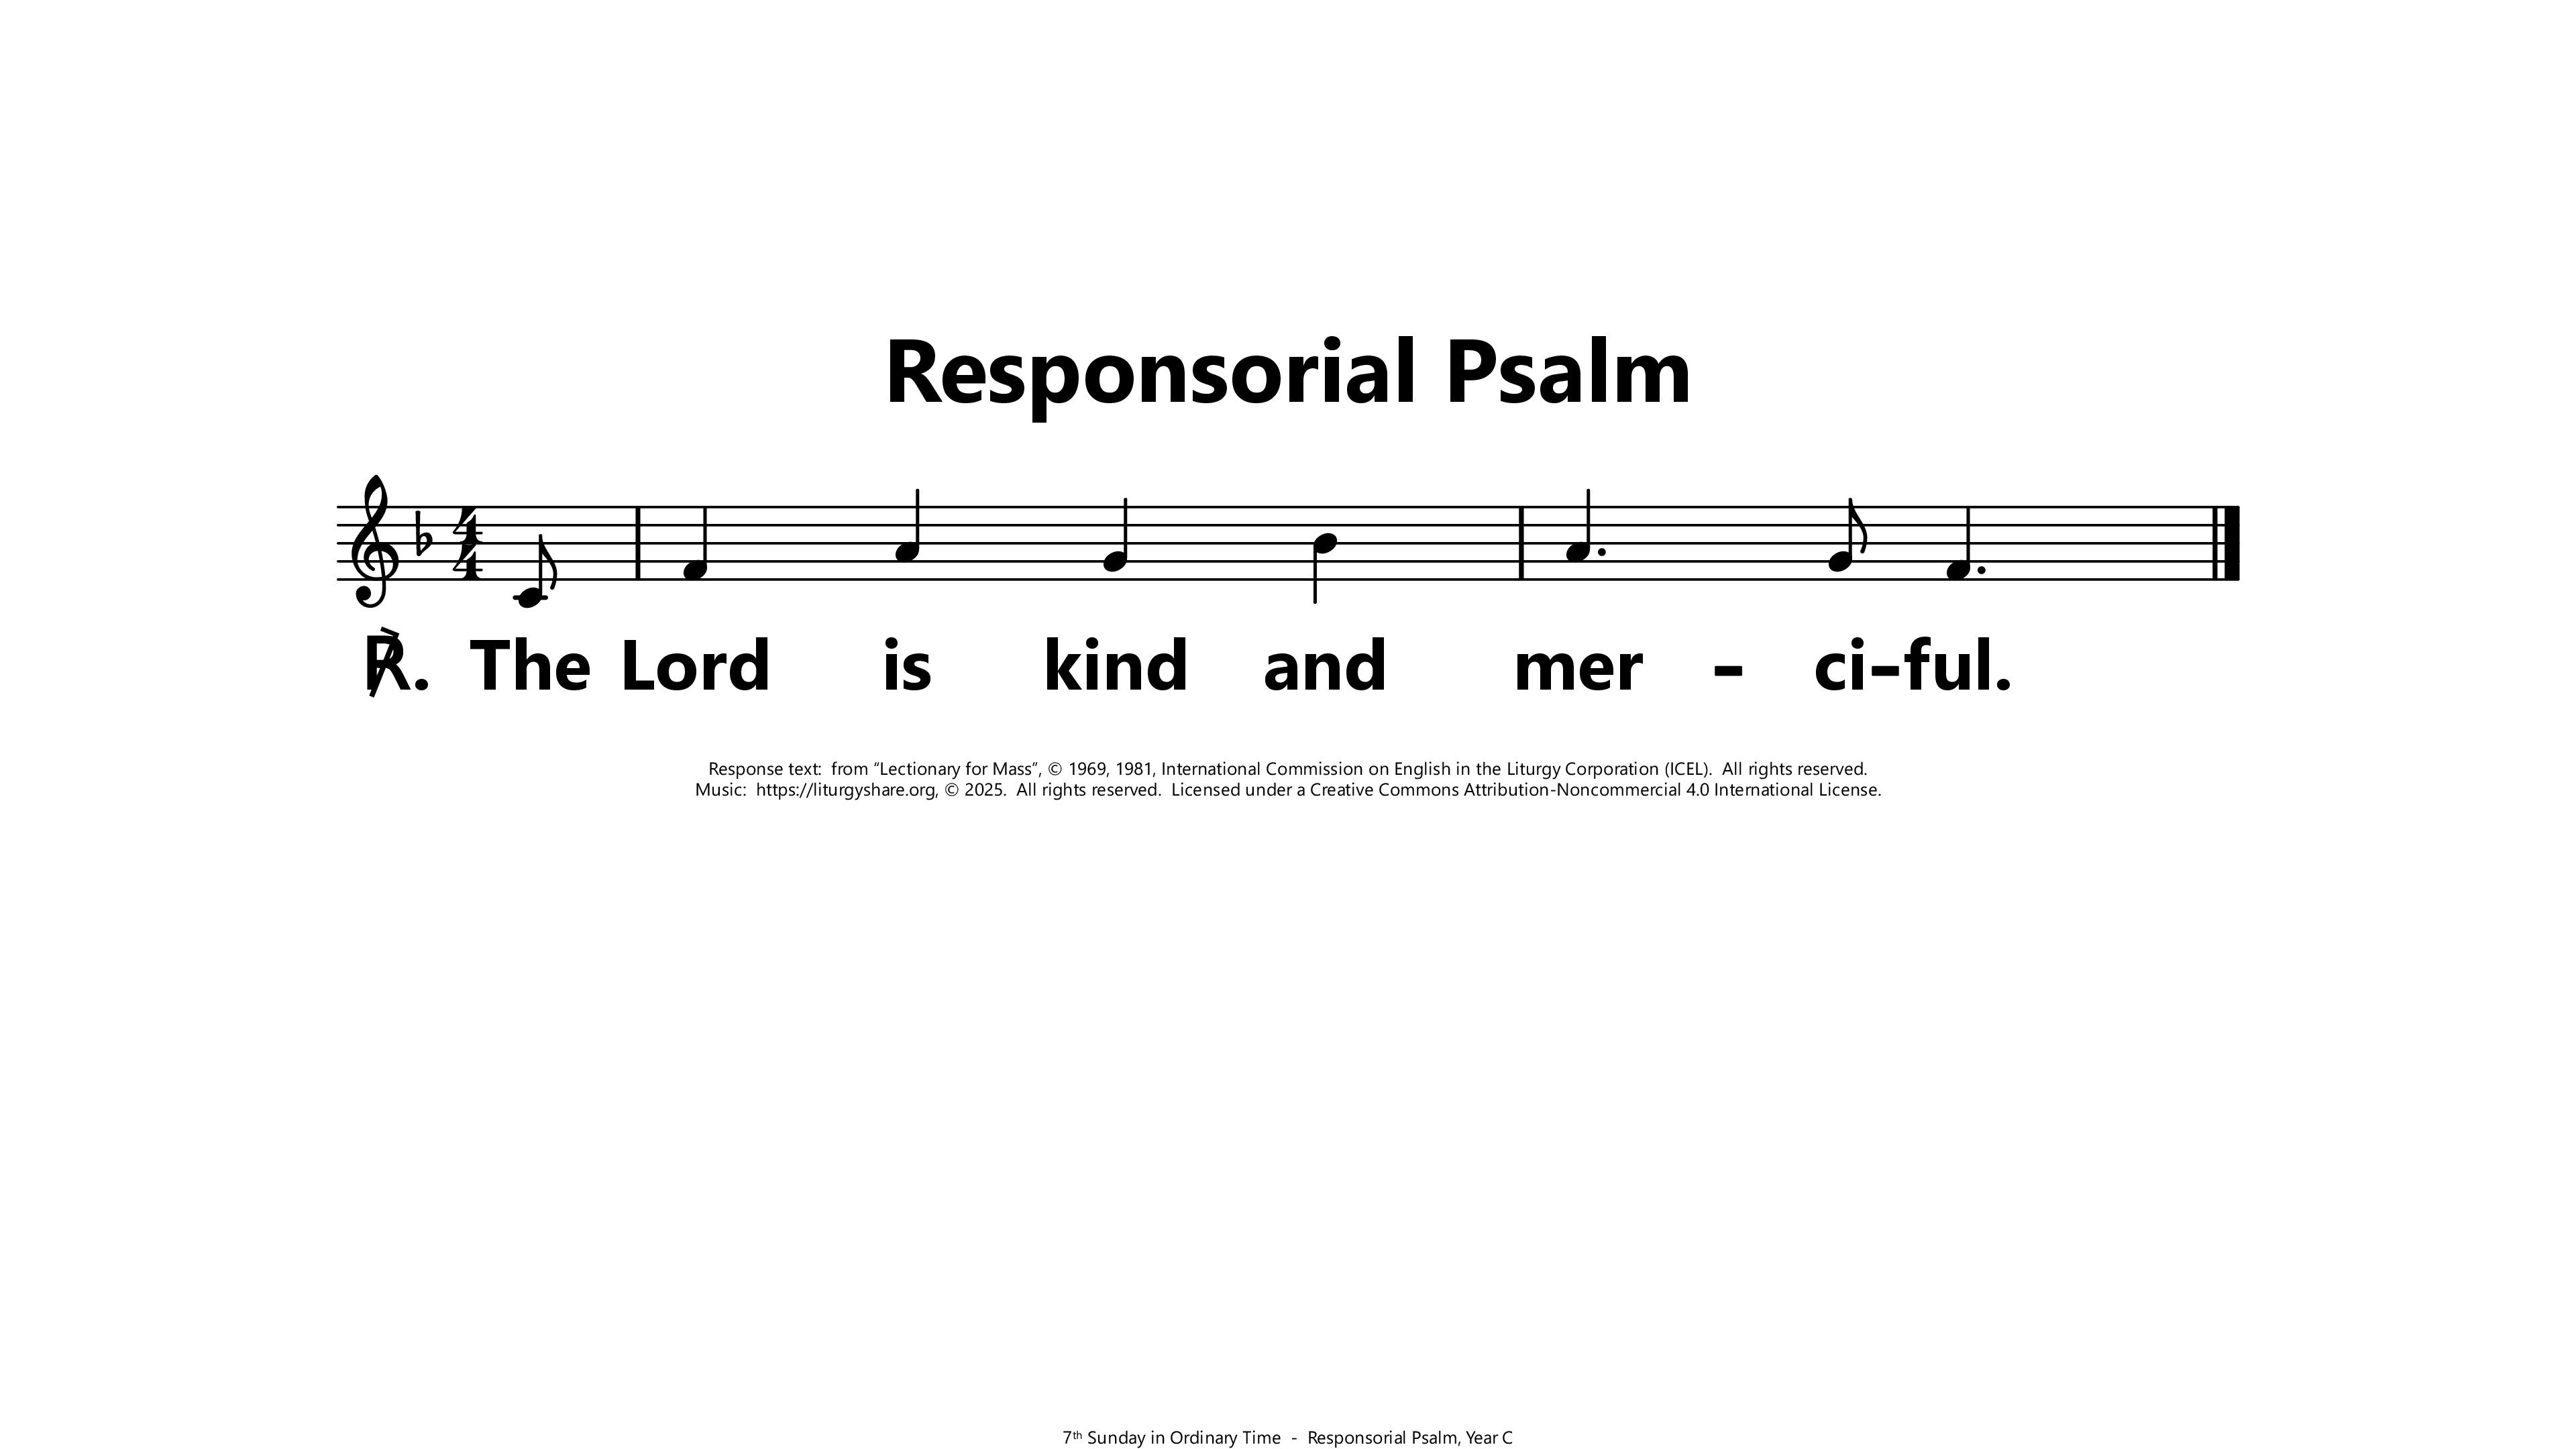 Responsorial Psalm
℟. The Lord is kind and mer - ci-ful.
Response text:  from “Lectionary for Mass”, © 1969, 1981, International Commission on English in the Liturgy Corporation (ICEL).  All rights reserved.
Music:  https://liturgyshare.org, © 2025.  All rights reserved.  Licensed under a Creative Commons Attribution-Noncommercial 4.0 International License.
7th Sunday in Ordinary Time  -  Responsorial Psalm, Year C